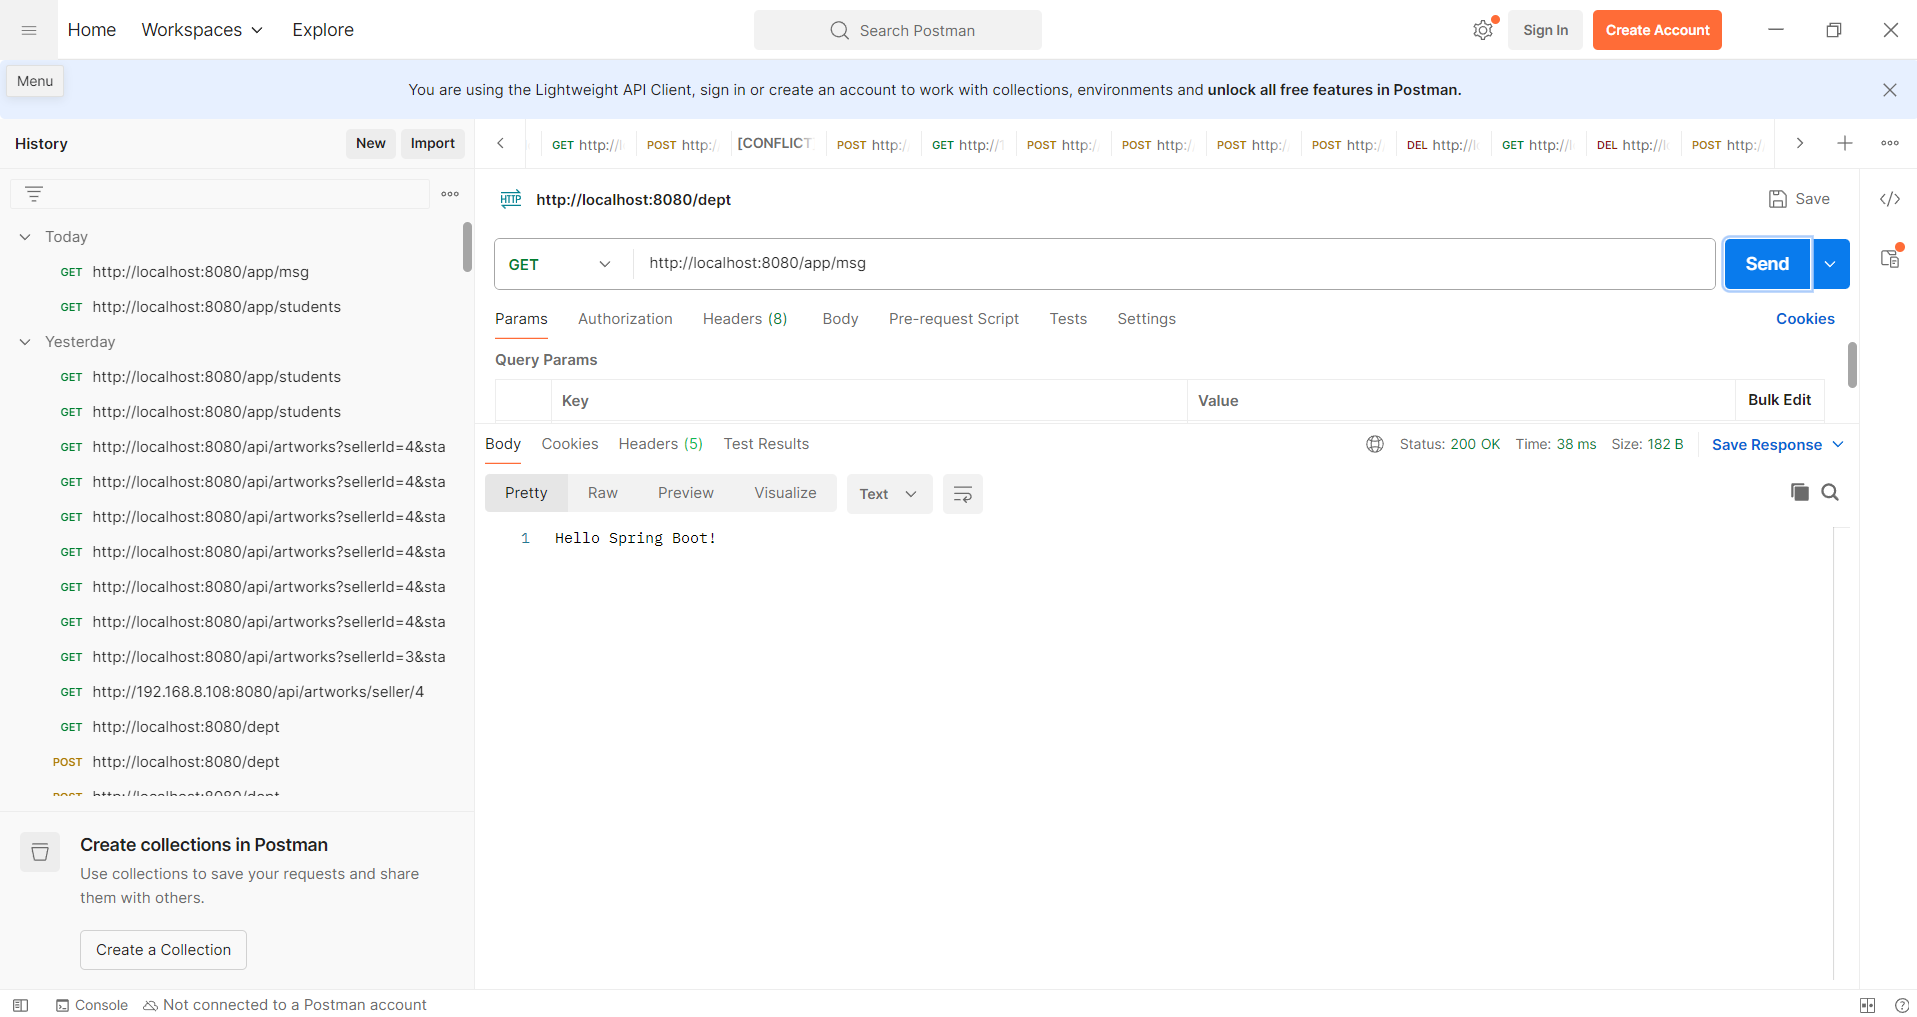 Home Workspaces Explore Search Postman Sign In Create Account
Menu
You are using the Lightweight API Client, sign in or create an account to work with collections, environments and unlock all free features in Postman.
History New Import
GET http://l POST http:/ [CONFLICT POST http:/ GET http://1 POST http:/ POST http:/ POST http:/ POST http:/ DEL http://l GET http://l DEL http://l POST http:/
HTTP http://localhost:8080/dept Save
Today
GET http://localhost:8080/app/msg
GET http://localhost:8080/app/students
Yesterday
GET http://localhost:8080/app/students
GET http://localhost:8080/app/students
GET http://localhost:8080/api/artworks?sellerId=4&sta
GET http://localhost:8080/api/artworks?sellerId=4&sta
GET http://localhost:8080/api/artworks?sellerId=4&sta
GET http://localhost:8080/api/artworks?sellerId=4&sta
GET http://localhost:8080/api/artworks?sellerId=4&sta
GET http://localhost:8080/api/artworks?sellerId=4&sta
GET http://localhost:8080/api/artworks?sellerId=3&sta
GET http://192.168.8.108:8080/api/artworks/seller/4
GET http://localhost:8080/dept
POST http://localhost:8080/dept
POST http://localhost:8080/dept
Create collections in Postman
Use collections to save your requests and share
them with others.
Create a Collection
GET http://localhost:8080/app/msg Send
Params Authorization Headers (8) Body Pre-request Script Tests Settings Cookies
Query Params
Key Value Bulk Edit
Body Cookies Headers (5) Test Results Status: 200 OK Time: 38 ms Size: 182 B Save Response
Pretty Raw Preview Visualize Text
1 Hello Spring Boot!
Console Not connected to a Postman account